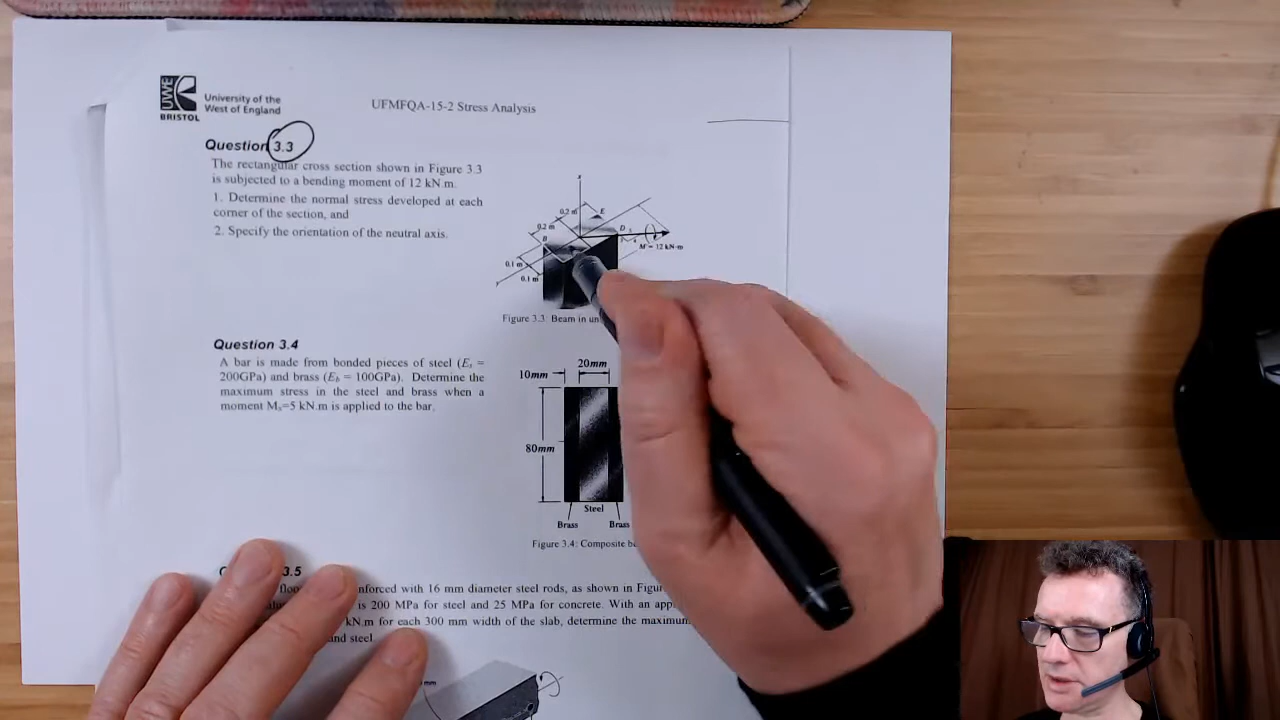 UWE
BRISTOL
University of the
West of England
UFMFQA-15-2 Stress Analysis
Question 3.3
The rectangular cross section shown in Figure 3.3
is subjected to a bending moment of 12 kN.m.
1. Determine the normal stress developed at each
corner of the section, and
2. Specify the orientation of the neutral axis.
0.2 m
E
0.2 m
B
D
M = 12 kN·m
0.1 m
0.1 m
Figure 3.3: Beam in
Question 3.4
A bar is made from bonded pieces of steel (Es =
200GPa) and brass (Eb = 100GPa). Determine the
maximum stress in the steel and brass when a
moment Mz=5 kN.m is applied to the bar.
20mm
10mm
80mm
Steel
Brass
Brass
Figure 3.4: Composite
3.5
nforced with 16 mm diameter steel rods, as shown in
is 200 MPa for steel and 25 MPa for concrete. With an
kN.m for each 300 mm width of the slab, determine the maximum
and steel.